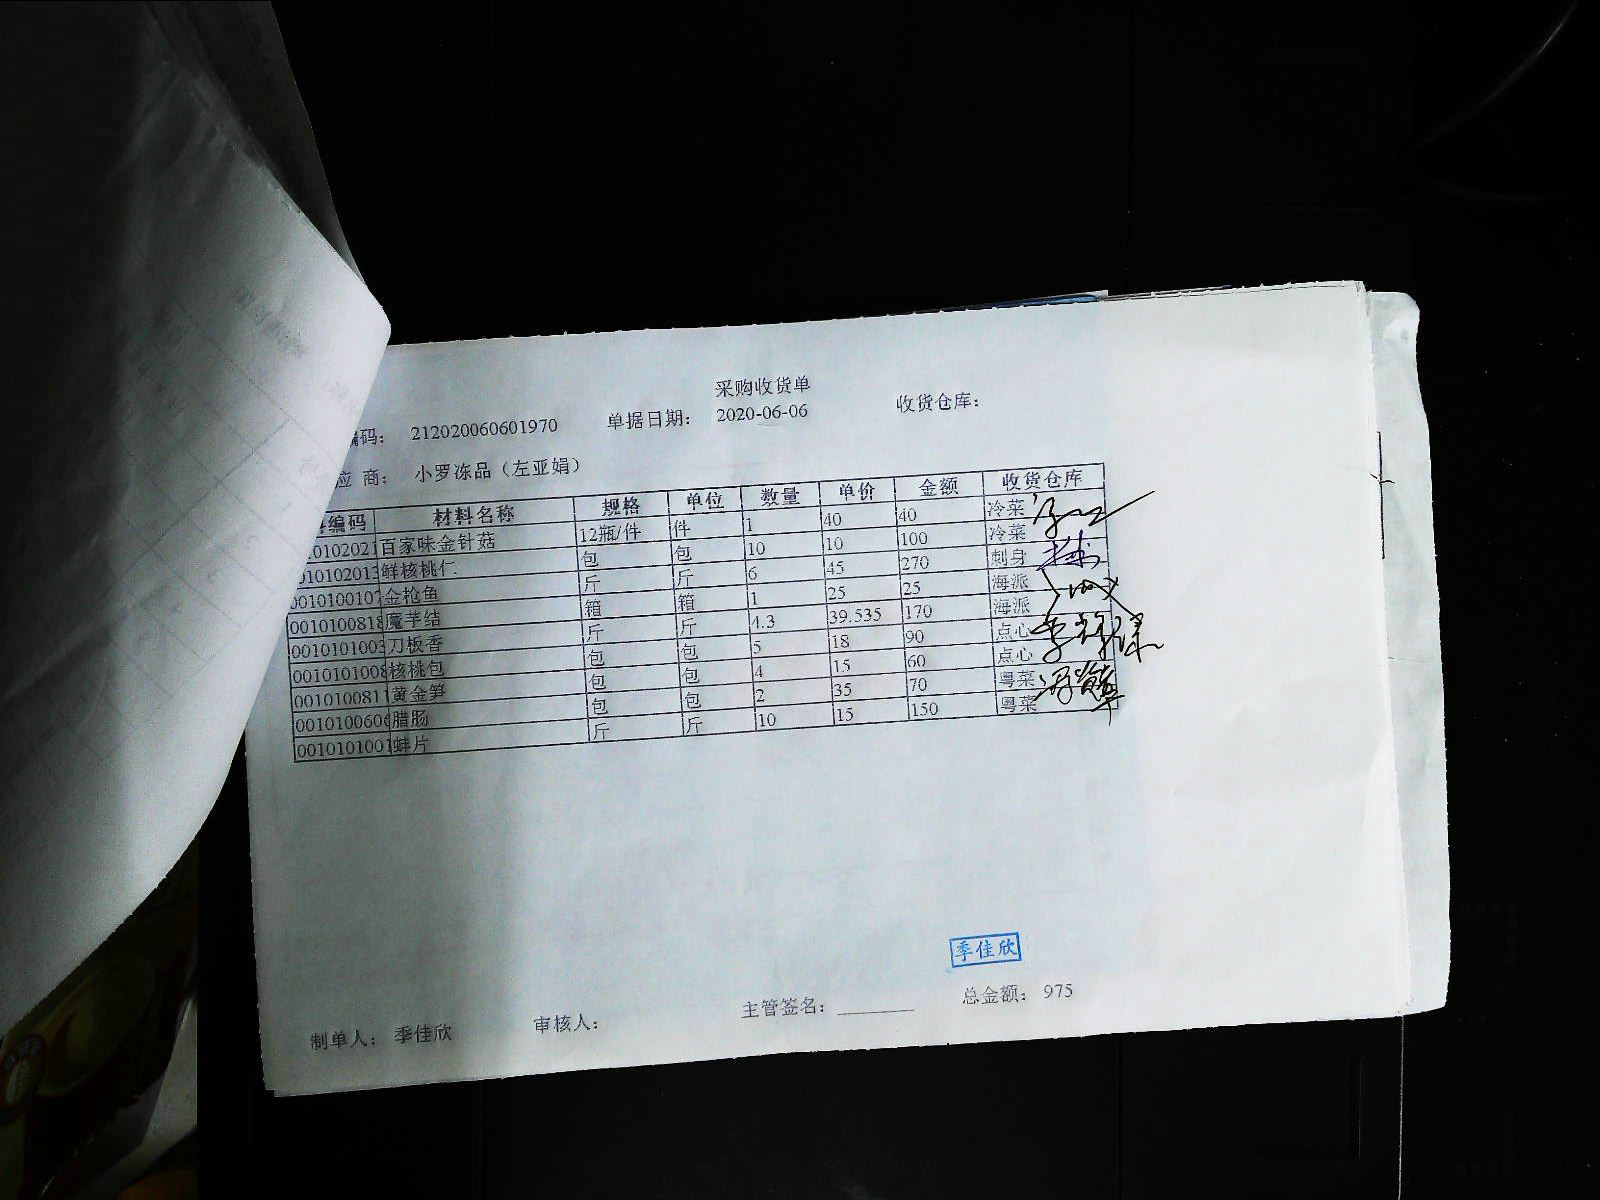 采购收货单
编码： 212020060601970 单据日期： 2020-06-06 收货仓库：
应 商： 小罗冻品（左亚娟）
编码 材料名称 规格 单位 数量 单价 金额 收货仓库
010102021 百家味金针菇 12瓶/件 件 1 40 40 冷菜
010102013 鲜核桃仁 包 包 10 10 100 冷菜
0010100107 金枪鱼 斤 斤 6 45 270 刺身
0010100818 魔芋结 箱 箱 1 25 25 海派
0010101003 刀板香 斤 斤 4.3 39.535 170 海派
0010101008 核桃包 包 包 5 18 90 点心
0010100811 黄金笋 包 包 4 15 60 点心
0010100606 腊肠 包 包 2 35 70 粤菜
0010101001 蚌片 斤 斤 10 15 150 粤菜
季佳欣
制单人： 季佳欣 审核人： 主管签名： 总金额： 975